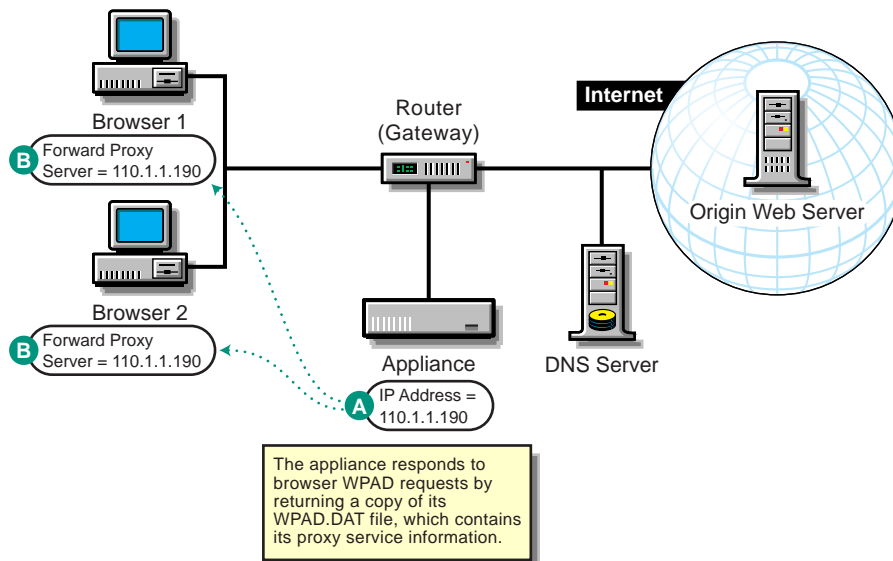 Browser 1
B
Forward Proxy
Server = 110.1.1.190
Browser 2
B
Forward Proxy
Server = 110.1.1.190
Router
(Gateway)
Internet
Origin Web Server
DNS Server
Appliance
A
IP Address =
110.1.1.190
The appliance responds to
browser WPAD requests by
returning a copy of its
WPAD.DAT file, which contains
its proxy service information.